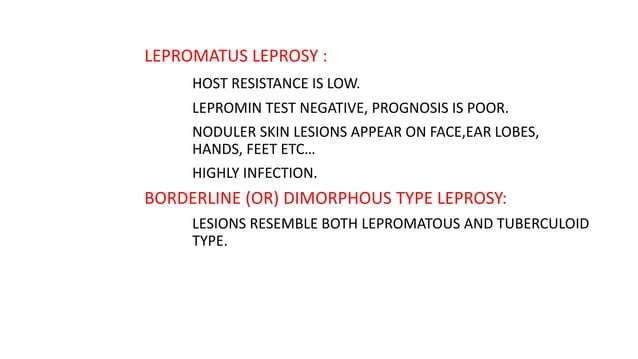 LEPROMATUS LEPROSY :
HOST RESISTANCE IS LOW.
LEPROMIN TEST NEGATIVE, PROGNOSIS IS POOR.
NODULER SKIN LESIONS APPEAR ON FACE,EAR LOBES,
HANDS, FEET ETC...
HIGHLY INFECTION.
BORDERLINE (OR) DIMORPHOUS TYPE LEPROSY:
LESIONS RESEMBLE BOTH LEPROMATOUS AND TUBERCULOID
TYPE.